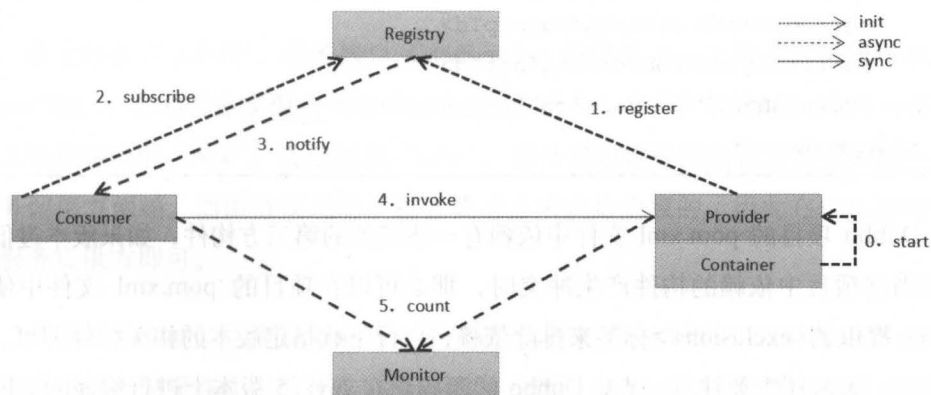 Registry
init
async
sync
2. subscribe
1. register
3. notify
Consumer
4. invoke
Provider
Container
0. start
5. count
Monitor